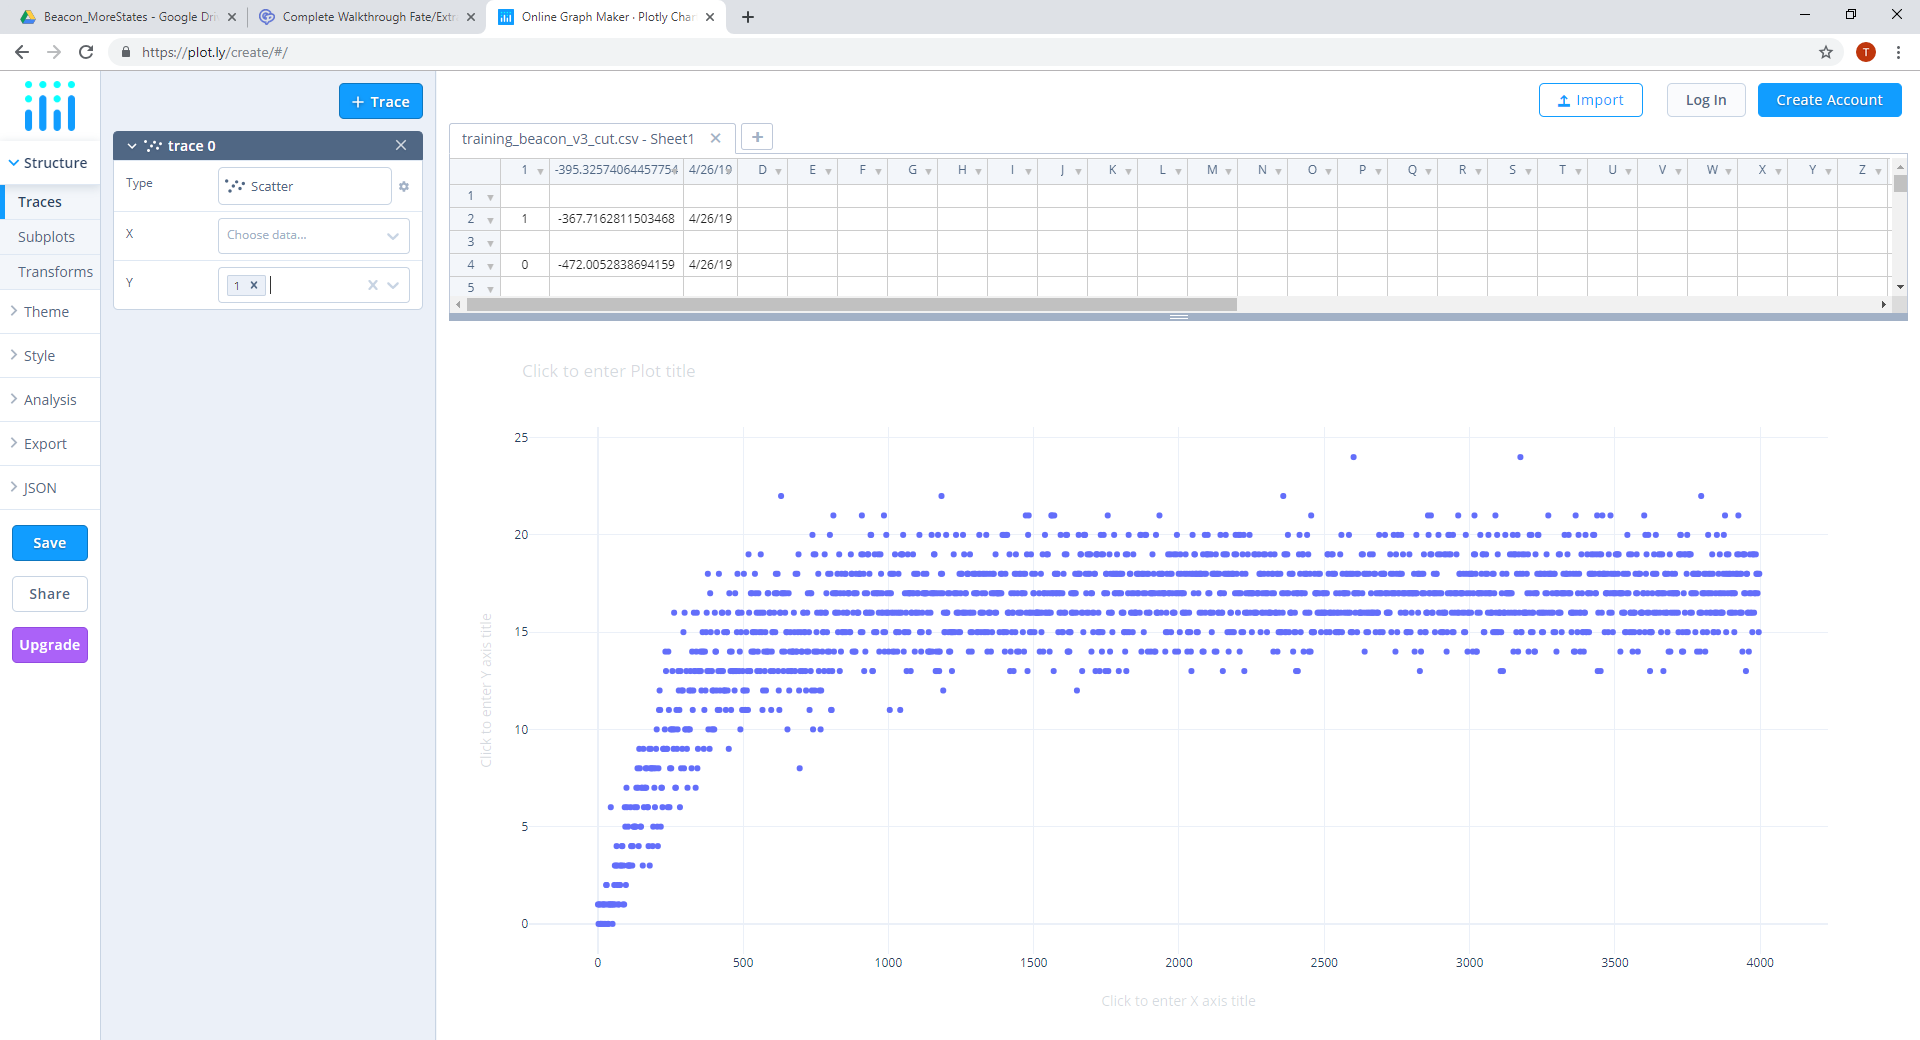 Beacon_MoreStates - Google Dri
Complete Walkthrough Fate/Extr
Online Graph Maker · Plotly Char
https://plot.ly/create/#/
T
+ Trace
Import
Log In
Create Account
trace 0
training_beacon_v3_cut.csv - Sheet1
Structure
Type
Scatter
1 -395.32574064457754 4/26/19 D E F G H I J K L M N O P Q R S T U V W X Y Z
1
Traces
2 1 -367.7162811503468 4/26/19
X
Choose data...
Subplots
3
4 0 -472.0052838694159 4/26/19
Transforms
Y
1
5
Theme
Style
Analysis
Export
JSON
Save
Share
Upgrade
Click to enter Plot title
25
20
15
10
5
0
Click to enter Y axis title
0 500 1000 1500 2000 2500 3000 3500 4000
Click to enter X axis title